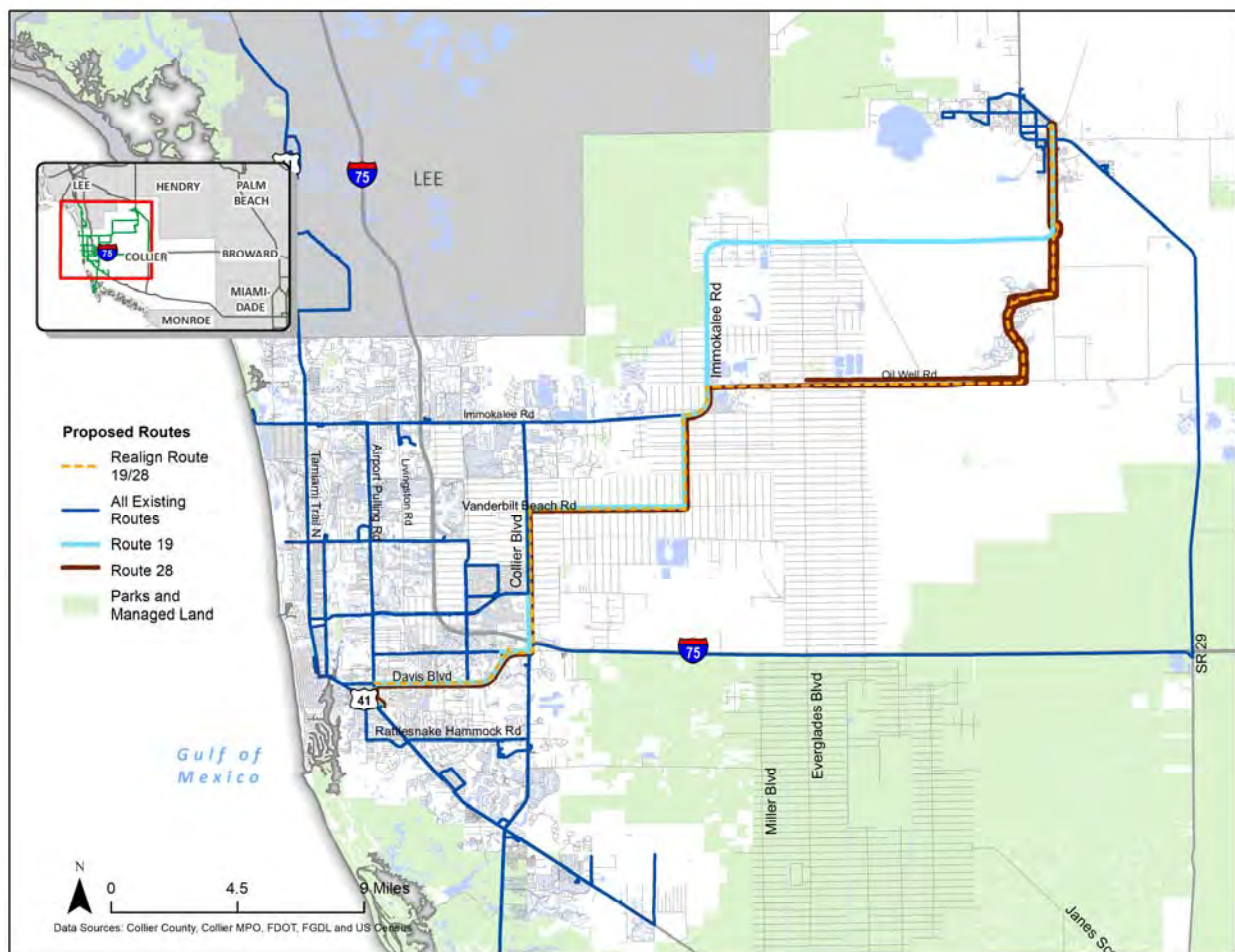 LEE
HENDRY
PALM
BEACH
75
COLLIER
BROWARD
MIAMI-
DADE
MONROE
75
LEE
Immokalee Rd
Oil Well Rd
Immokalee Rd
Tamiami Trail N
Airport Pulling Rd
Livingston Rd
Vanderbilt Beach Rd
Collier Blvd
Proposed Routes
Realign Route
19/28
All Existing
Routes
Route 19
Route 28
Parks and
Managed Land
75
SR 29
Davis Blvd
41
Rattlesnake Hammock Rd
Everglades Blvd
Miller Blvd
Gulf of
Mexico
N
0 4.5 9 Miles
Data Sources: Collier County, Collier MPO, FDOT, FGDL and US Census
Janes Sc